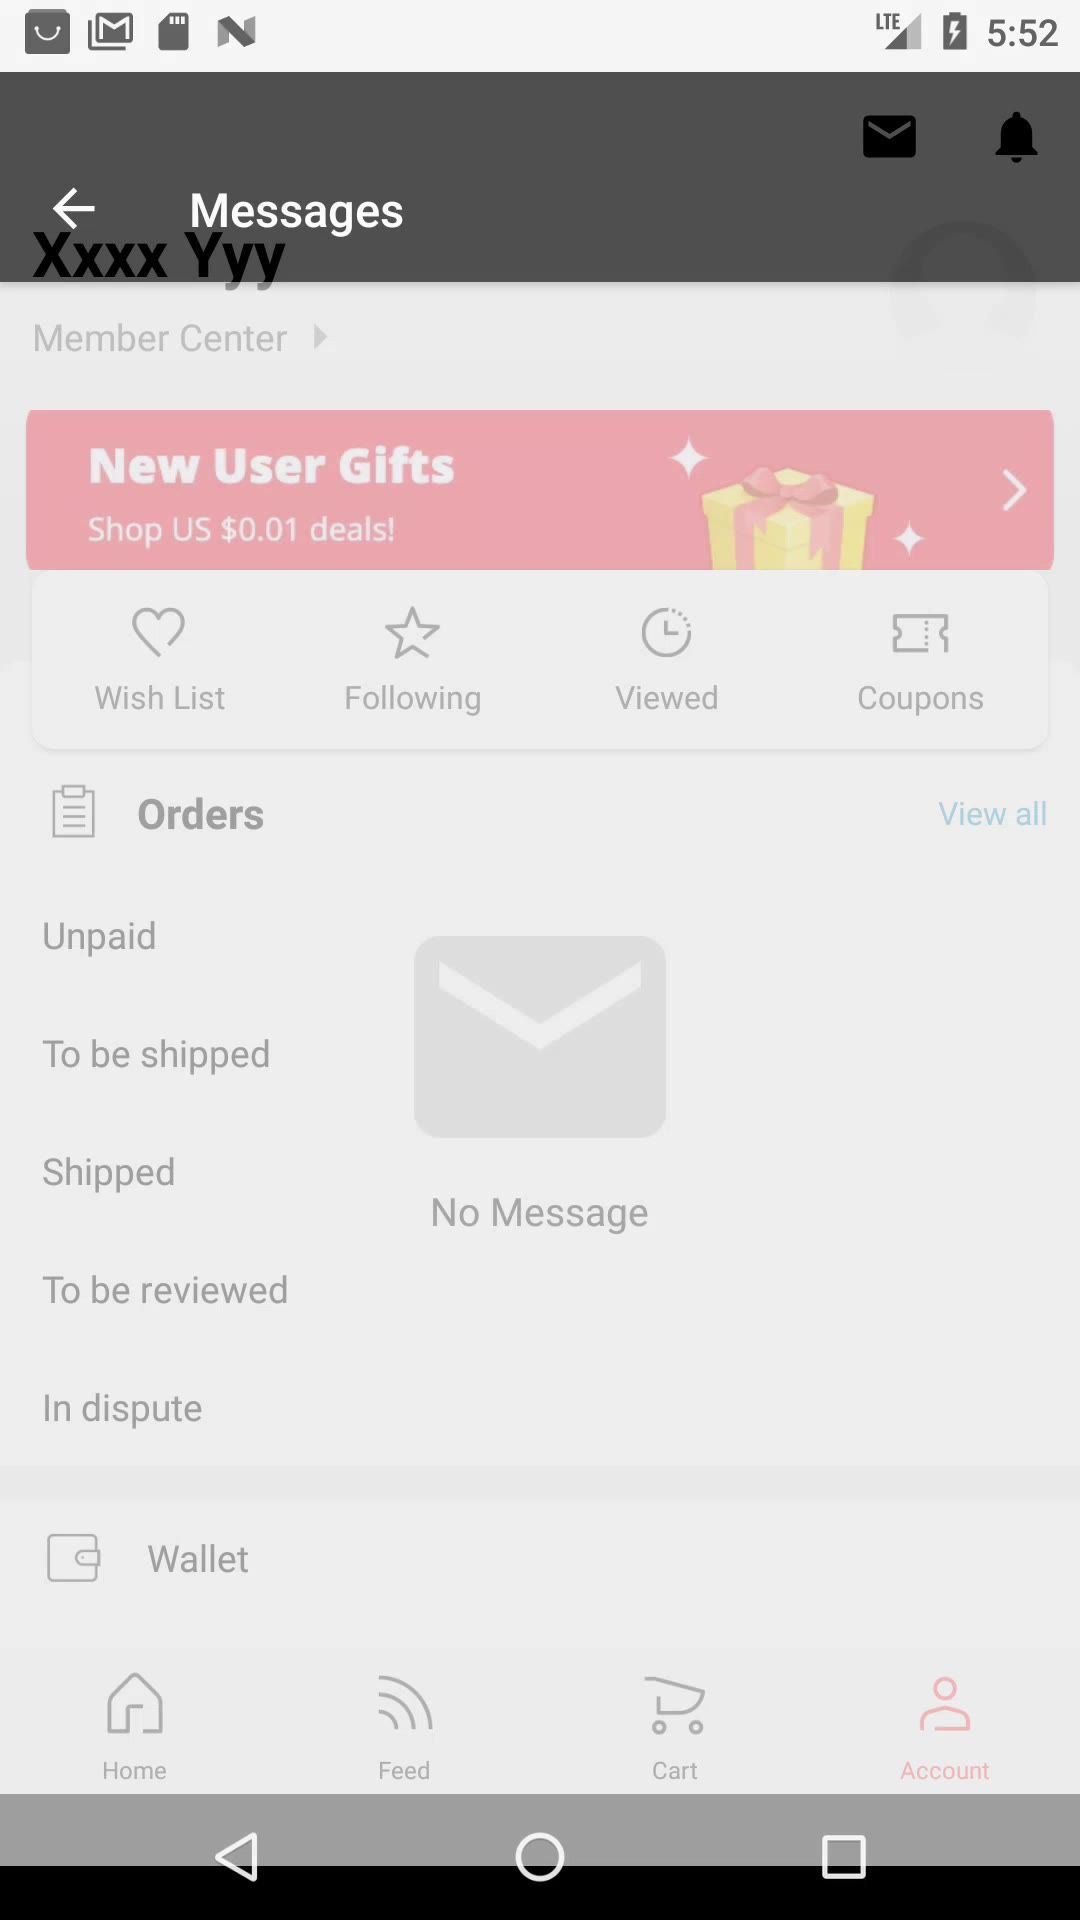 LTE 5:52
Messages
Xxxx Yyy
Member Center
New User Gifts
Shop US $0.01 deals!
Wish List Following Viewed Coupons
Orders View all
Unpaid
To be shipped
Shipped
No Message
To be reviewed
In dispute
Wallet
Home Feed Cart Account